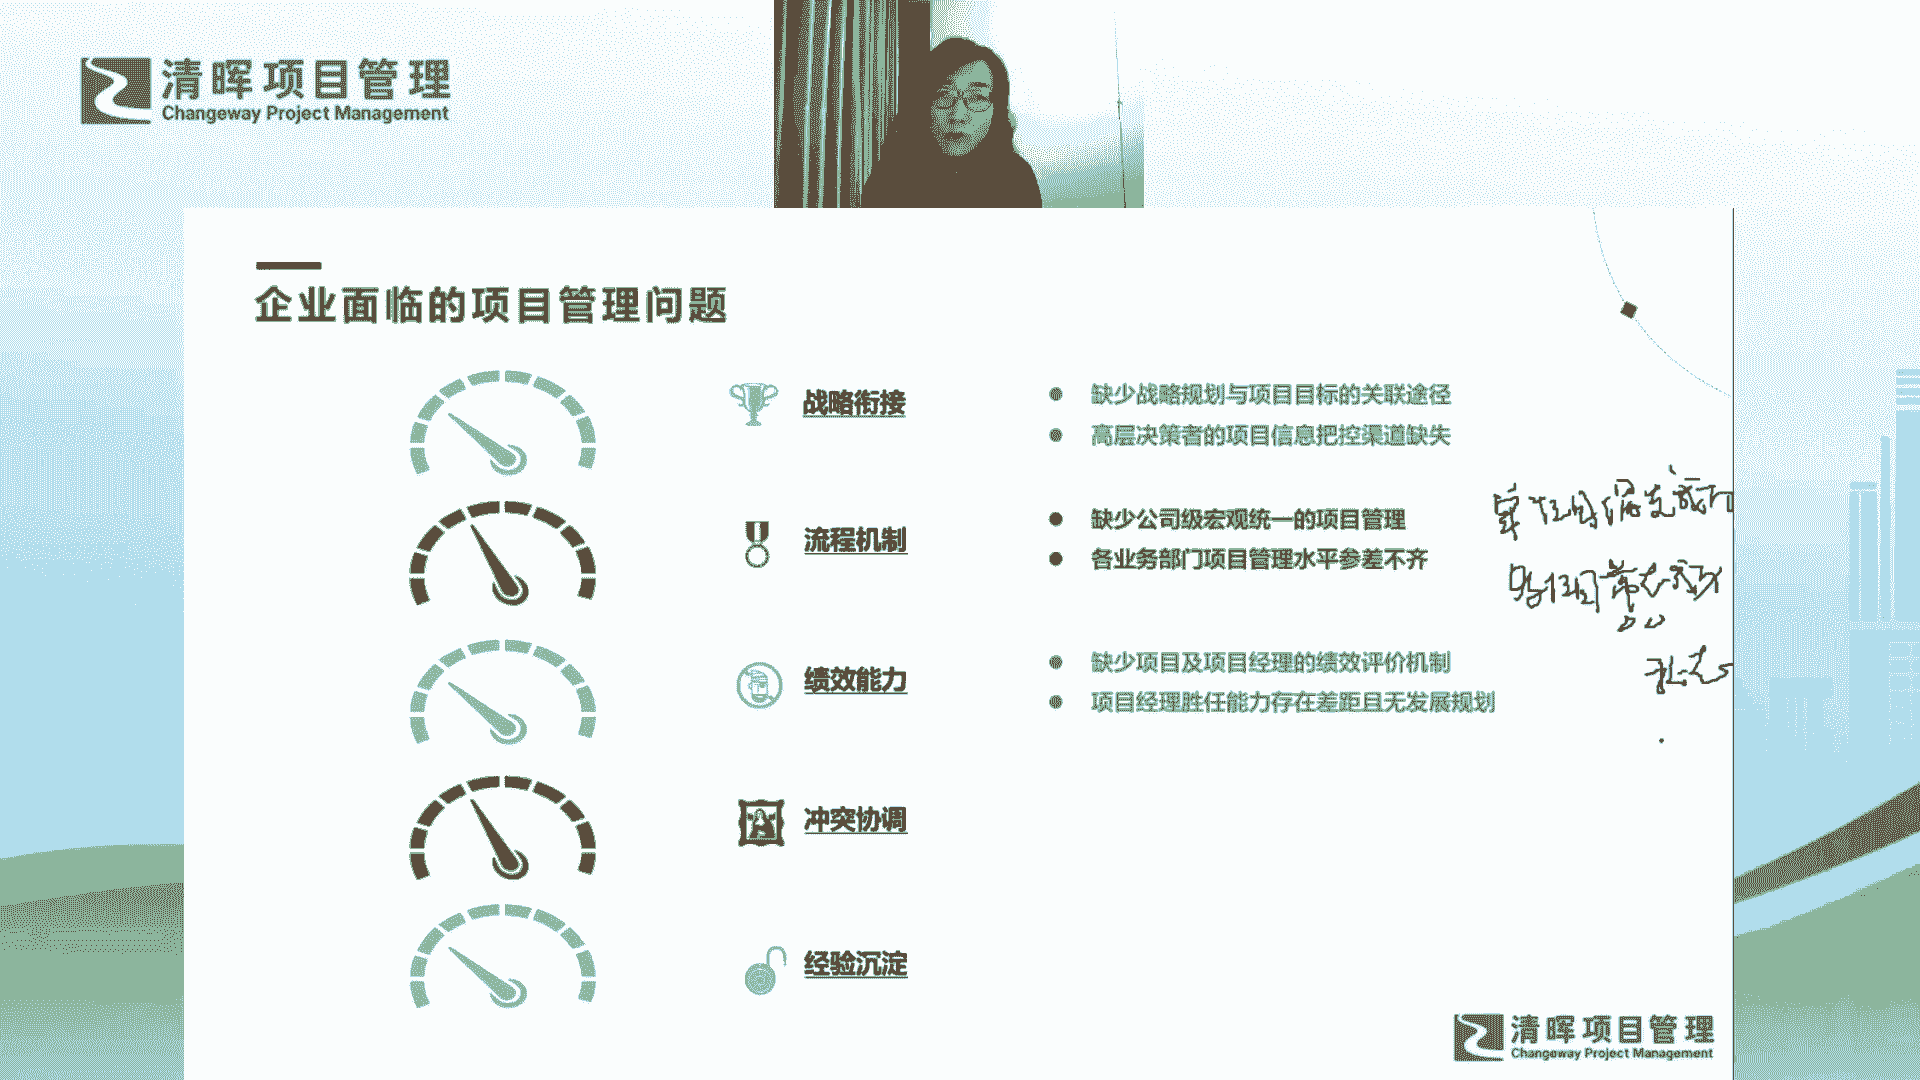 清晖项目管理
Changeway Project Management
企业面临的项目管理问题
战略衔接
缺少战略规划与项目目标的关联途径
高层决策者的项目信息把控渠道缺失
流程机制
缺少公司级宏观统一的项目管理
各业务部门项目管理水平参差不齐
绩效能力
缺少项目及项目经理的绩效评价机制
项目经理胜任能力存在差距且无发展规划
冲突协调
经验沉淀
清晖项目管理
Changeway Project Management